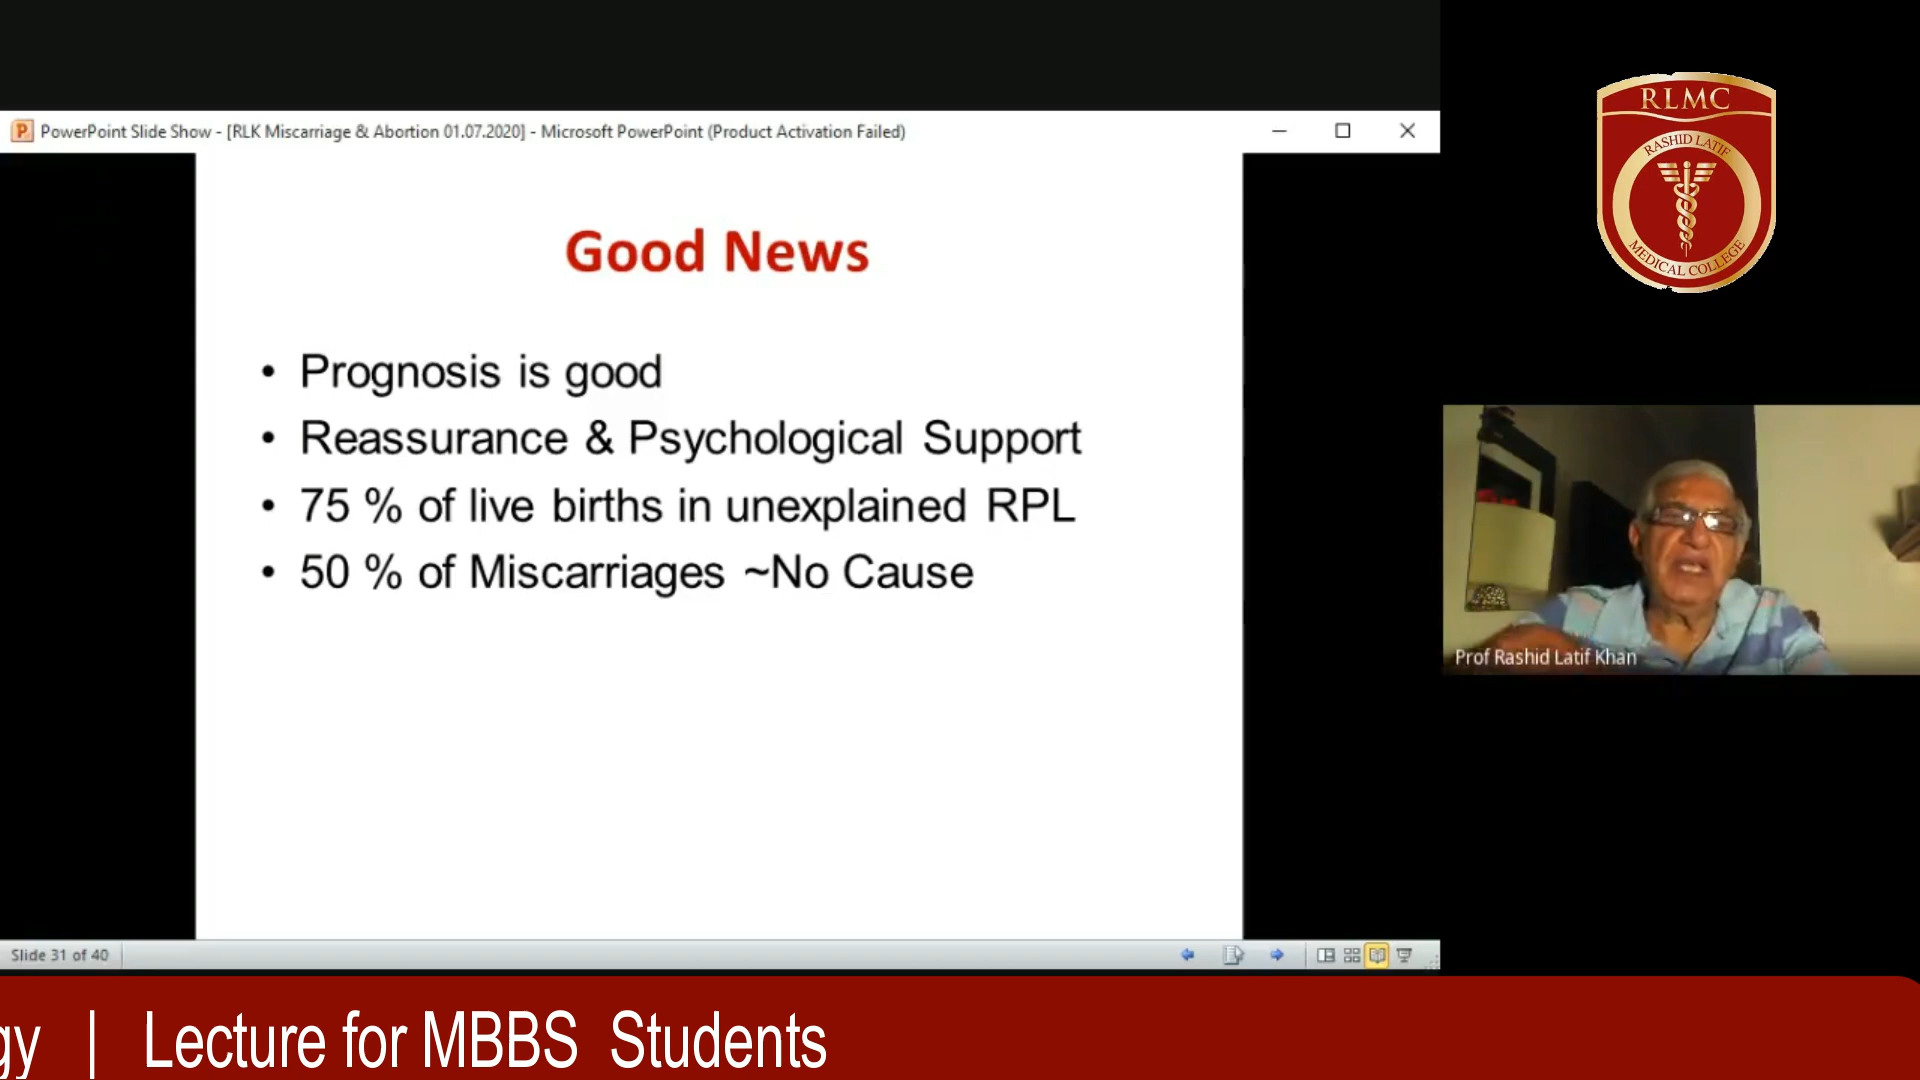 PowerPoint Slide Show - [RLK Miscarriage & Abortion 01.07.2020] - Microsoft PowerPoint (Product Activation Failed)
Good News
• Prognosis is good
• Reassurance & Psychological Support
• 75 % of live births in unexplained RPL
• 50 % of Miscarriages ~No Cause
Slide 31 of 40
RLMC
RASHID LATIF
MEDICAL COLLEGE
Prof Rashid Latif Khan
gy | Lecture for MBBS Students